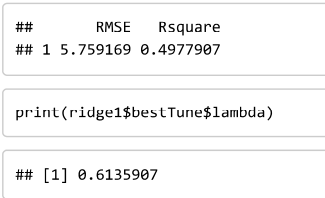 ##       RMSE   Rsquare
## 1 5.759169 0.4977907
print(ridge1$bestTune$lambda)
## [1] 0.6135907